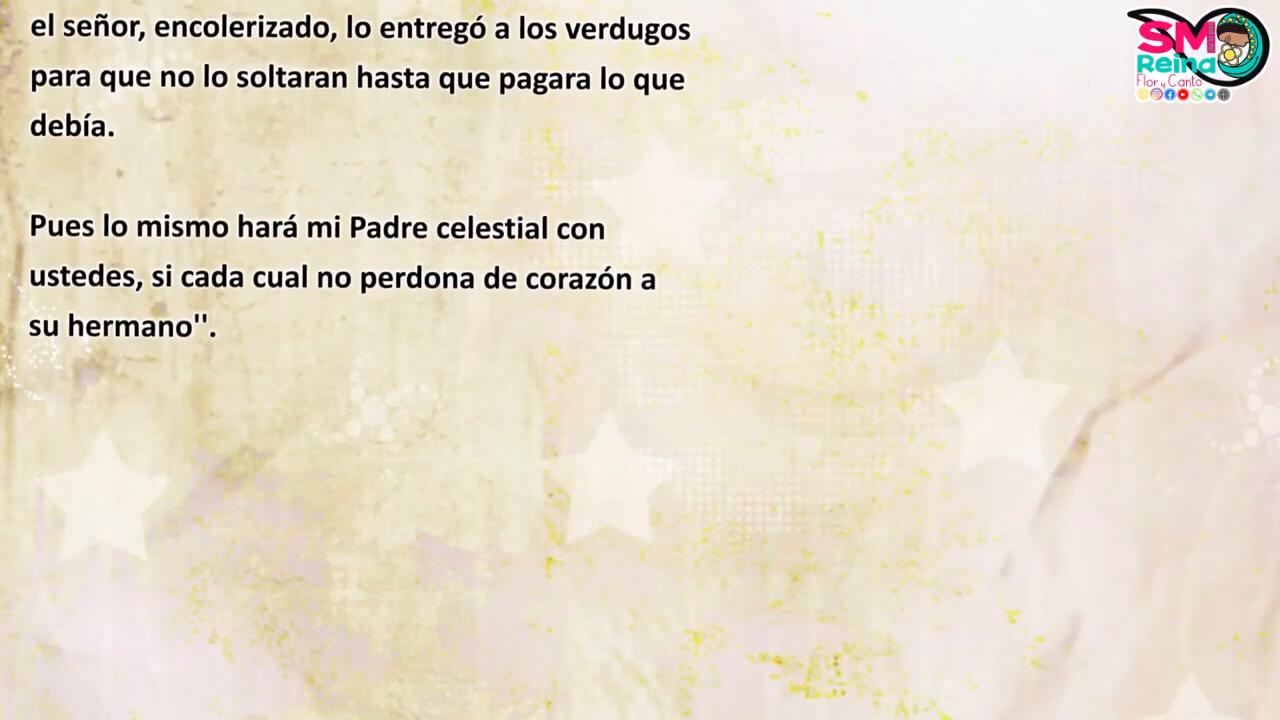 el señor, encolerizado, lo entregó a los verdugos
para que no lo soltaran hasta que pagara lo que
debía.
Pues lo mismo hará mi Padre celestial con
ustedes, si cada cual no perdona de corazón a
su hermano".
SM
Reina
Flor y Canto